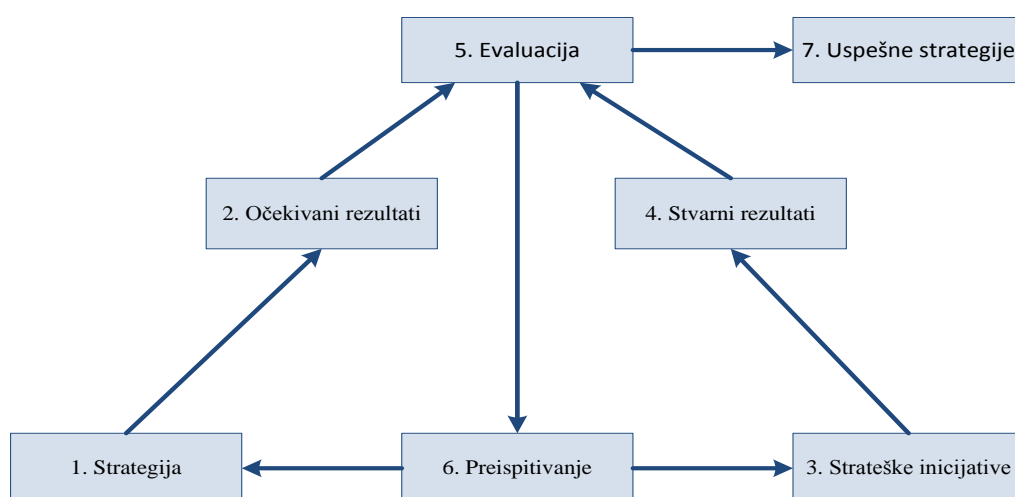 5. Evaluacija
7. Uspešne strategije
2. Očekivani rezultati
4. Stvarni rezultati
1. Strategija
6. Preispitivanje
3. Strateške inicijative